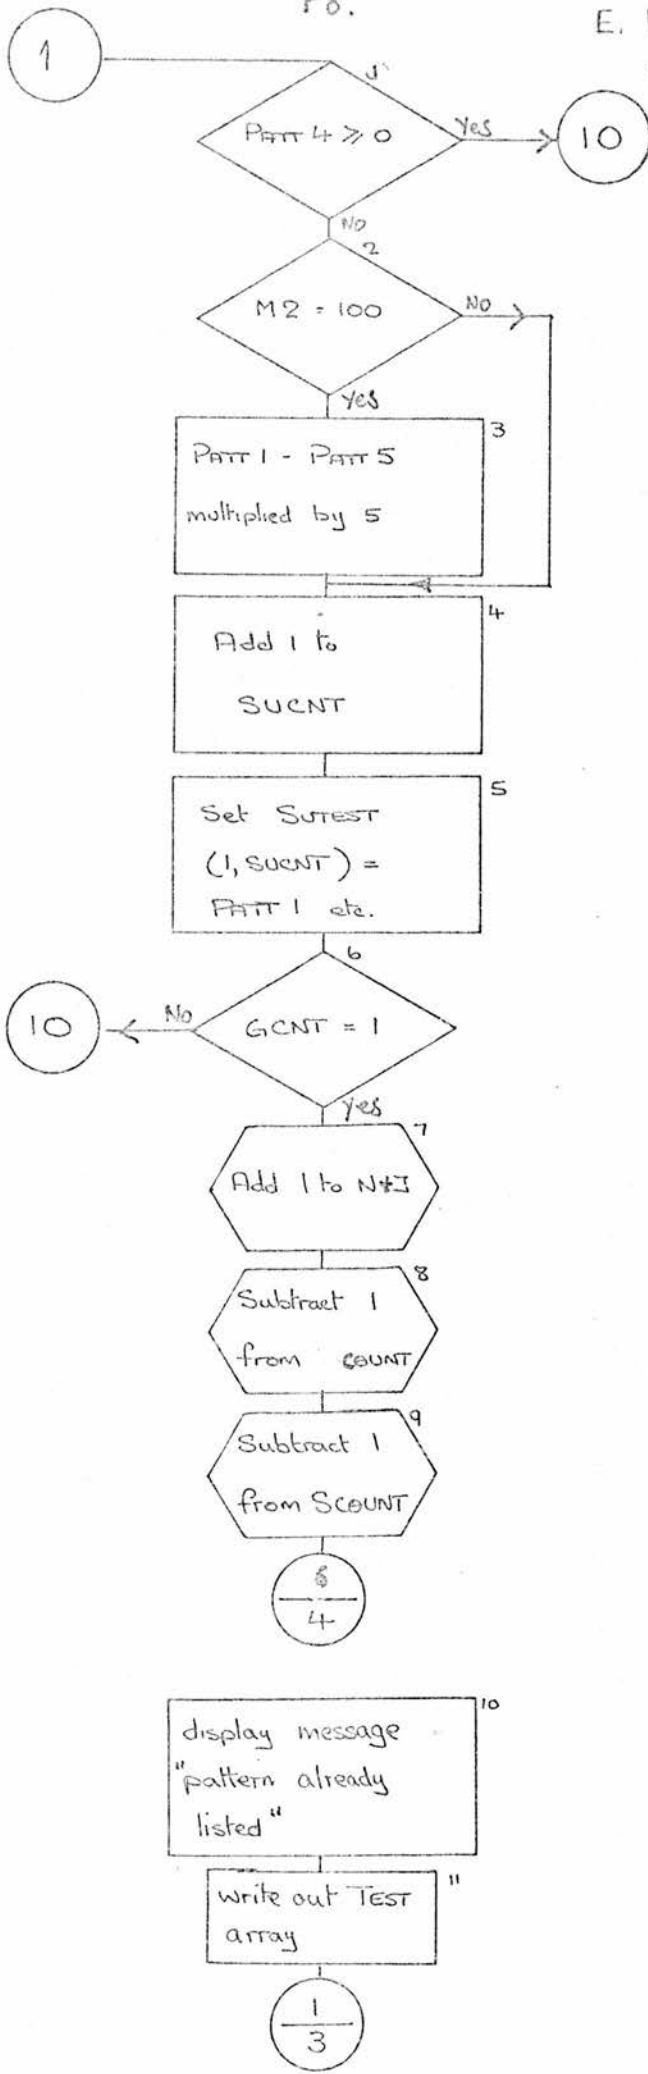 FO.
E.
1
PATT 4 ⩾ 0
Yes
10
NO
2
M2 = 100
NO
Yes
3
PATT 1 - PATT 5
multiplied by 5
4
Add 1 to
SUCNT
5
Set SUTEST
(1, SUCNT) =
PATT 1 etc.
6
10
No
GCNT = 1
Yes
7
Add 1 to
8
Subtract 1
from COUNT
9
Subtract 1
from SCOUNT
4
10
display message
"pattern already
listed"
11
write out TEST
array
1
3